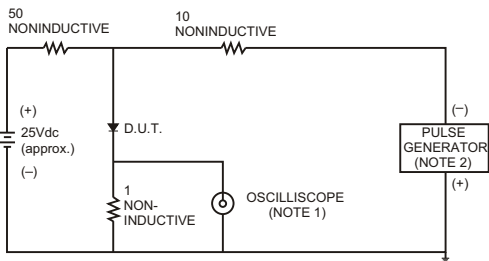 50
NONINDUCTIVE
10
NONINDUCTIVE
(+)
25Vdc
(approx.)
(–)
D.U.T.
1
NON-
INDUCTIVE
OSCILLISCOPE
(NOTE 1)
(–)
PULSE
GENERATOR
(NOTE 2)
(+)